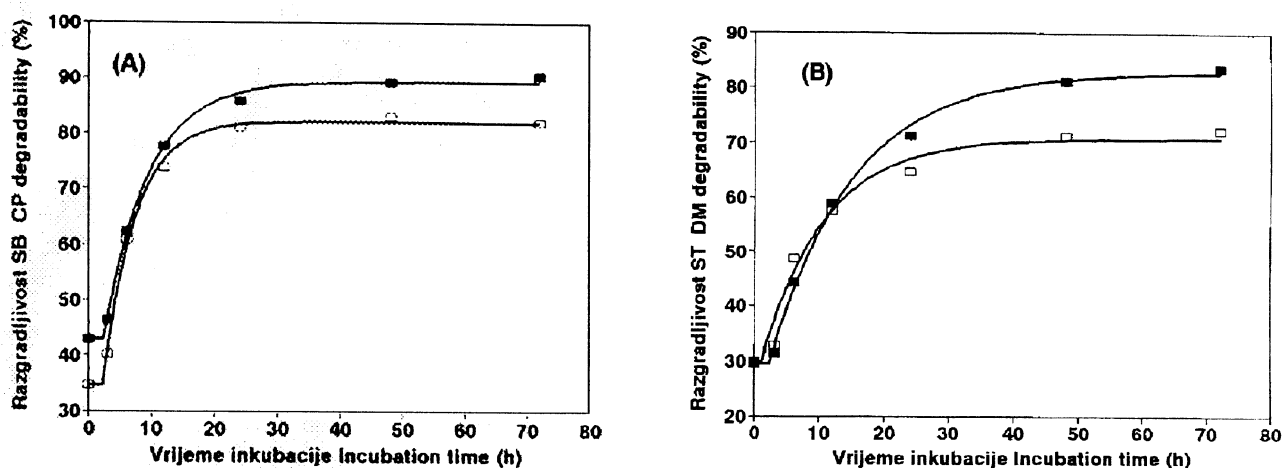 (A)
Razgradljivost SB CP degradability (%)
100
90
80
70
60
50
40
30
0 10 20 30 40 50 60 70 80
Vrijeme inkubacije Incubation time (h)
(B)
Razgradljivost ST DM degradability (%)
90
80
70
60
50
40
30
20
0 10 20 30 40 50 60 70 80
Vrijeme inkubacije Incubation time (h)